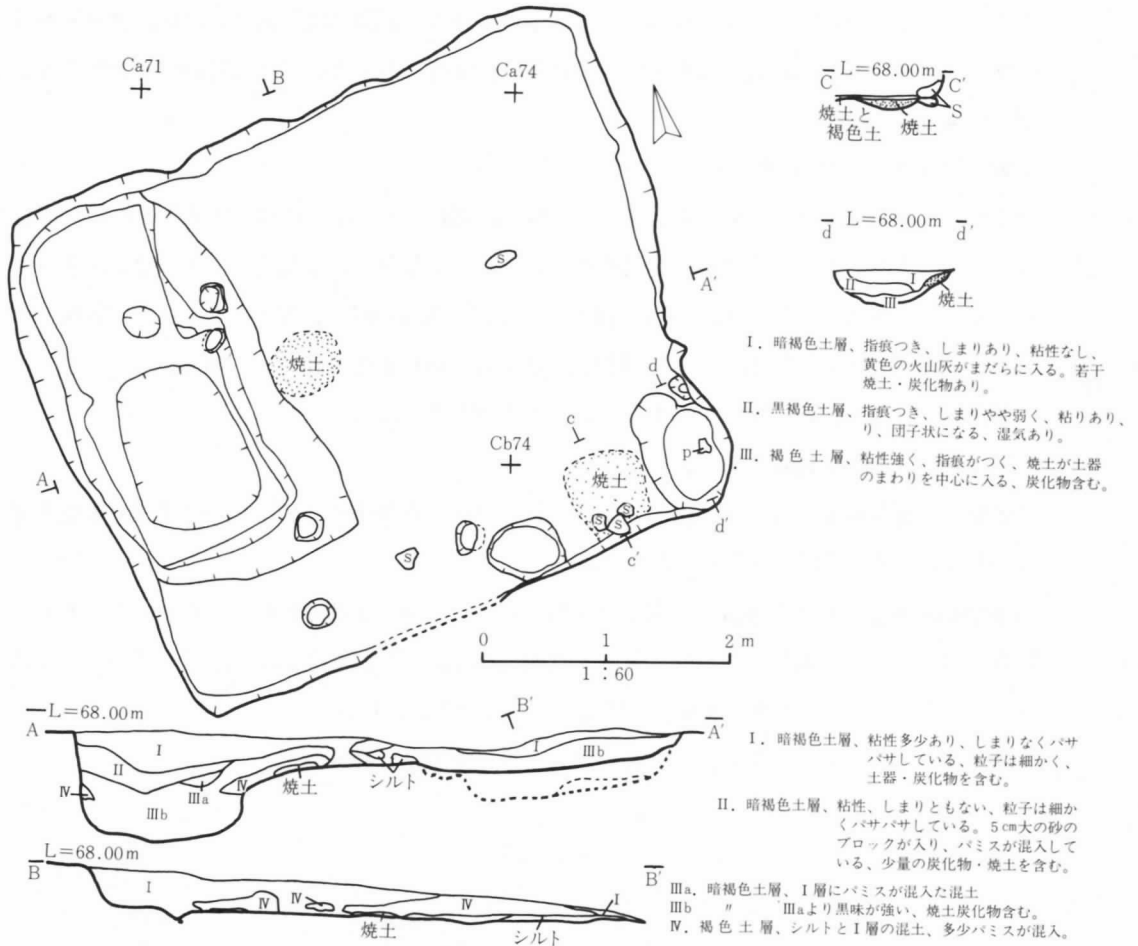 Ca71
B
Ca74
焼土
S
A'
d
c
Cb74
焼土
p
A
S
S
S
S
d'
c'
0 1 2 m
1:60
B'
C L=68.00m C'
焼土と
褐色土
焼土
S
d L=68.00m d'
II I
III
焼土
I. 暗褐色土層、指痕つき、しまりあり、粘性なし、
黄色の火山灰がまだらに入る。若干
焼土・炭化物あり。
II. 黒褐色土層、指痕つき、しまりやや弱く、粘りあり、
り、団子状になる、湿気あり。
III. 褐色土層、粘性強く、指痕がつく、焼土が土器
のまわりを中心に入る、炭化物含む。
L=68.00m
A A'
I
II
IV
IIIa
IIIb
IV
焼土
シルト
I
IIIb
L=68.00m
B B'
I
IV
IV
IV
I
焼土
シルト
I. 暗褐色土層、粘性多少あり、しまりなくバサ
バサしている、粒子は細かく、
土器・炭化物を含む。
II. 暗褐色土層、粘性、しまりともない、粒子は細か
くバサバサしている。5cm大の砂の
ブロックが入り、パミスが混入して
いる、少量の炭化物・焼土を含む。
IIIa. 暗褐色土層、I層にパミスが混入た混土
IIIb 〃 IIIaより黒味が強い、焼土炭化物含む。
IV. 褐色土層、シルトとI層の混土、多少パミスが混入。